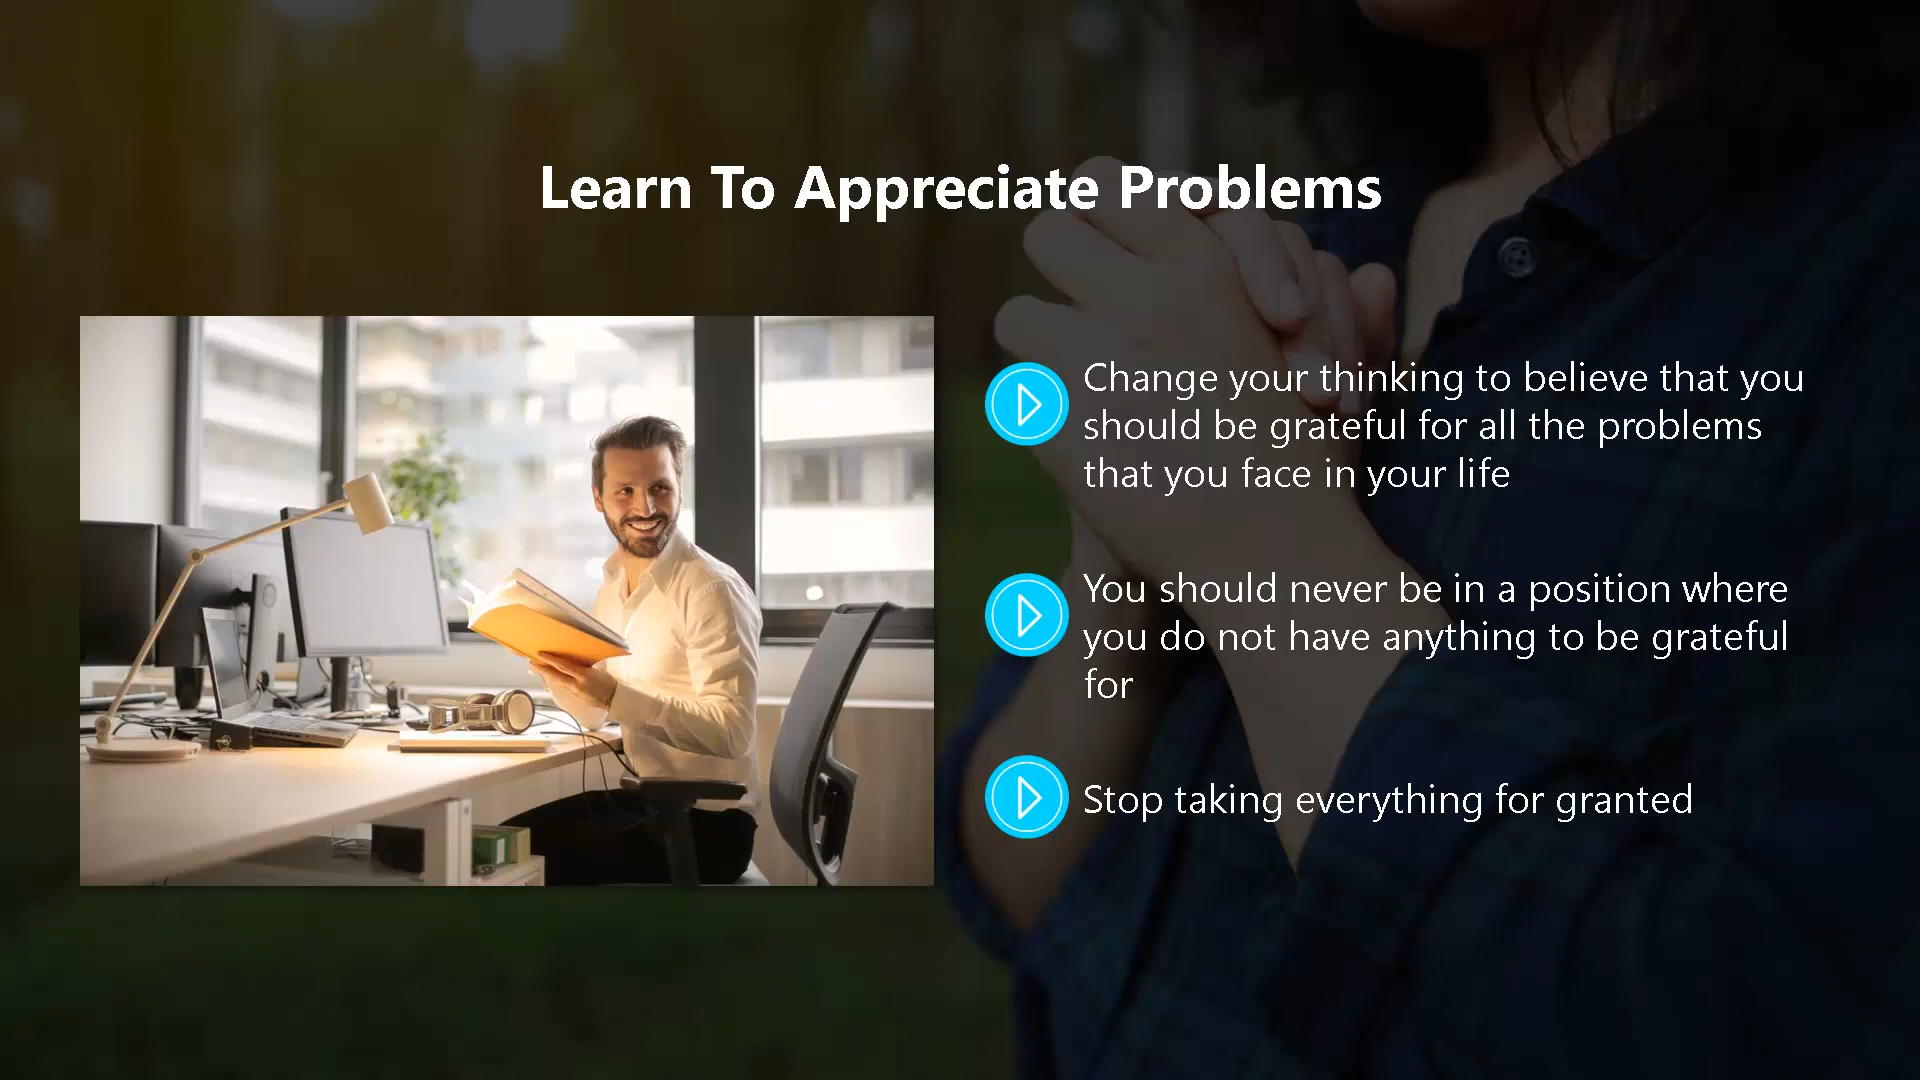 Learn To Appreciate Problems
Change your thinking to believe that you
should be grateful for all the problems
that you face in your life
You should never be in a position where
you do not have anything to be grateful
for
Stop taking everything for granted